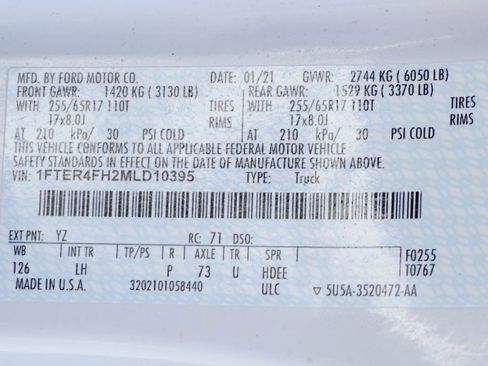 MFD. BY FORD MOTOR CO. DATE: 01/21 GVWR: 2744 KG ( 6050 LB)
FRONT GAWR: 1420 KG ( 3130 LB) REAR GAWR: 1529 KG ( 3370 LB)
WITH 255/65R17 110T TIRES WITH 255/65R17 110T TIRES
17x8.0J RIMS 17x8.0J RIMS
AT 210 kPa/ 30 PSI COLD AT 210 kPa/ 30 PSI COLD
THIS VEHICLE CONFORMS TO ALL APPLICABLE FEDERAL MOTOR VEHICLE
SAFETY STANDARDS IN EFFECT ON THE DATE OF MANUFACTURE SHOWN ABOVE.
VIN: 1FTER4FH2MLD10395 TYPE: Truck
EXT PNT: YZ RC: 71 DSO:
WB INT TR TP/PS R AXLE TR SPR F0255
126 LH P 73 U HDEE T0767
MADE IN U.S.A. 3202101058440 ULC ▽ 5U5A-3520472-AA